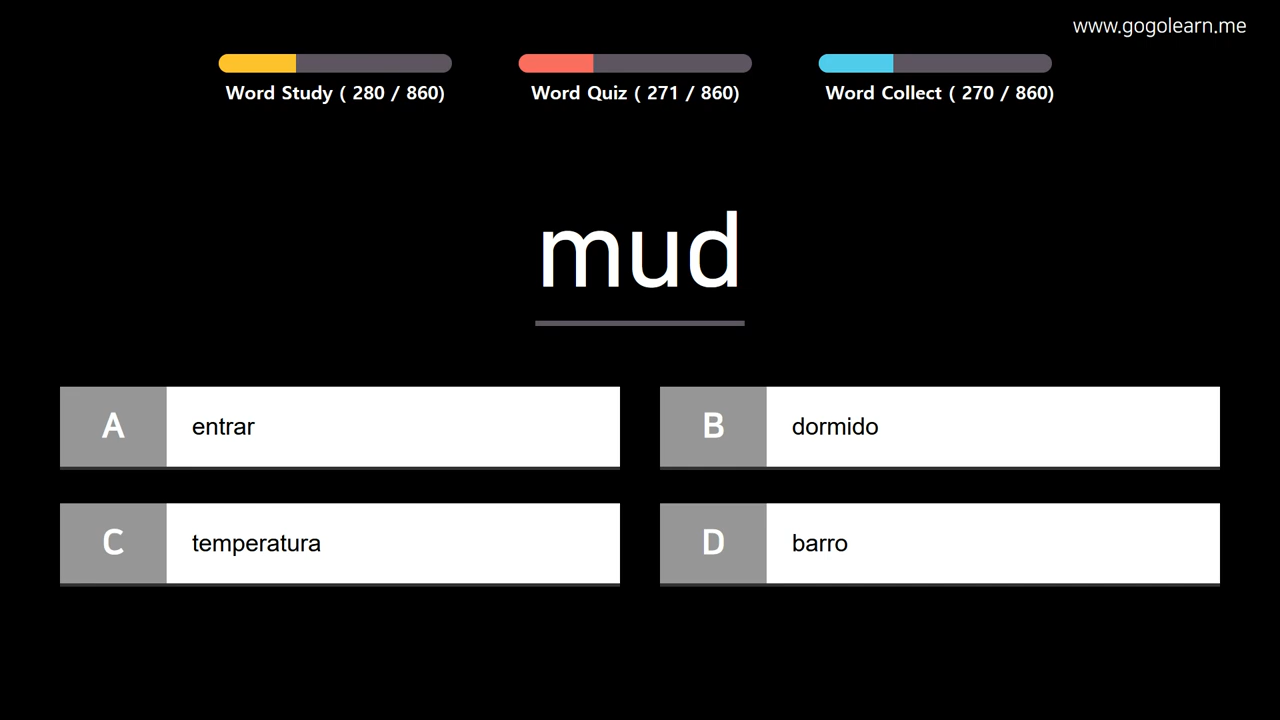 www.gogolearn.me
Word Study ( 280 / 860)
Word Quiz ( 271 / 860)
Word Collect ( 270 / 860)
mud
A
entrar
B
dormido
C
temperatura
D
barro